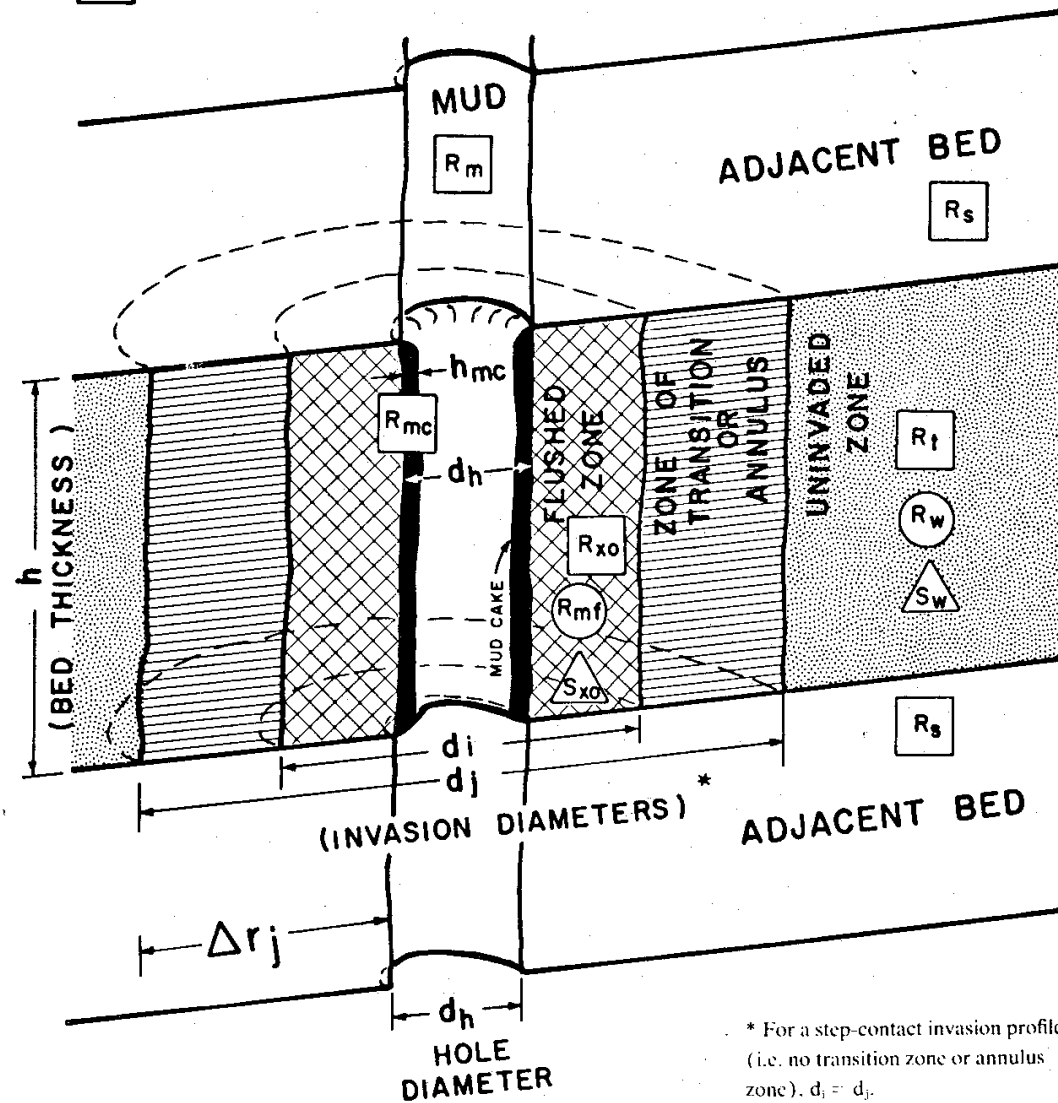 MUD
Rm
ADJACENT BED
Rs
hmc
Rmc
dh
FLUSHED
ZONE
ZONE OF
TRANSITION
OR
ANNULUS
UNINVADED
ZONE
Rt
Rw
Sw
Rxo
Rmf
Sxo
MUD CAKE
h
(BED THICKNESS)
Rs
di
dj
(INVASION DIAMETERS) *
ADJACENT BED
Δrj
dh
HOLE
DIAMETER
* For a step-contact invasion profile
(i.e. no transition zone or annulus
zone), di = dj.